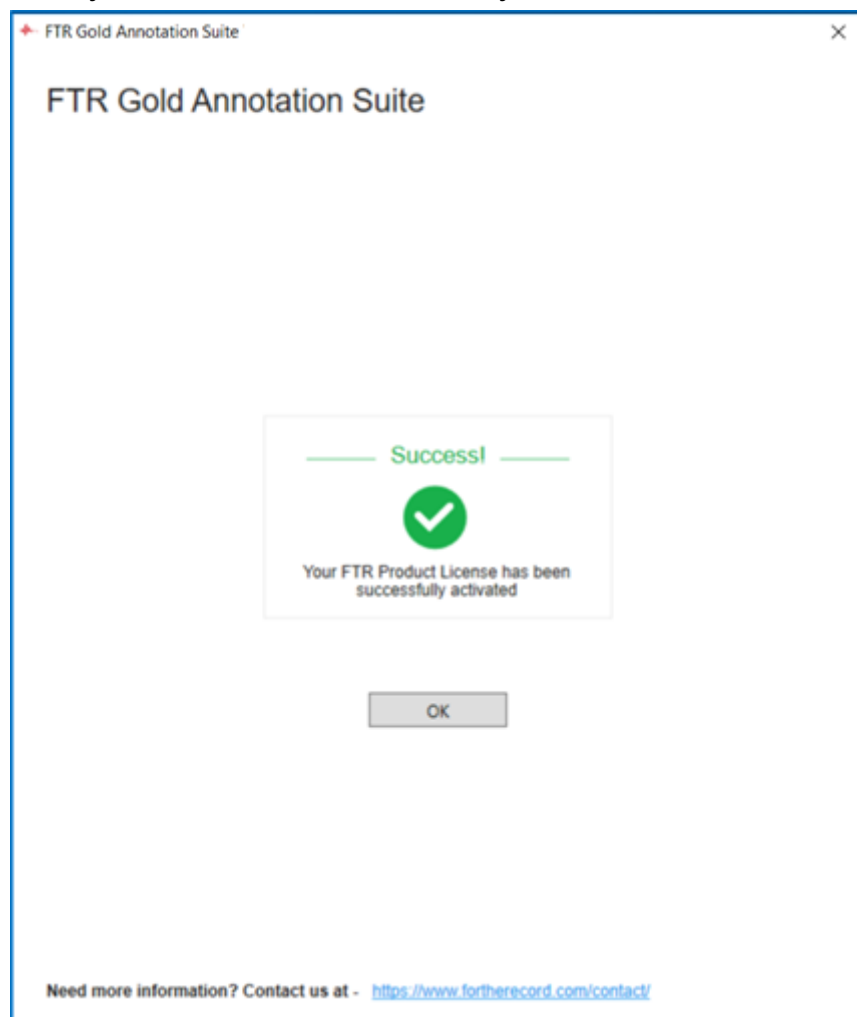 FTR Gold Annotation Suite
FTR Gold Annotation Suite
Success!
Your FTR Product License has been
successfully activated
OK
Need more information? Contact us at - https://www.fortherecord.com/contact/